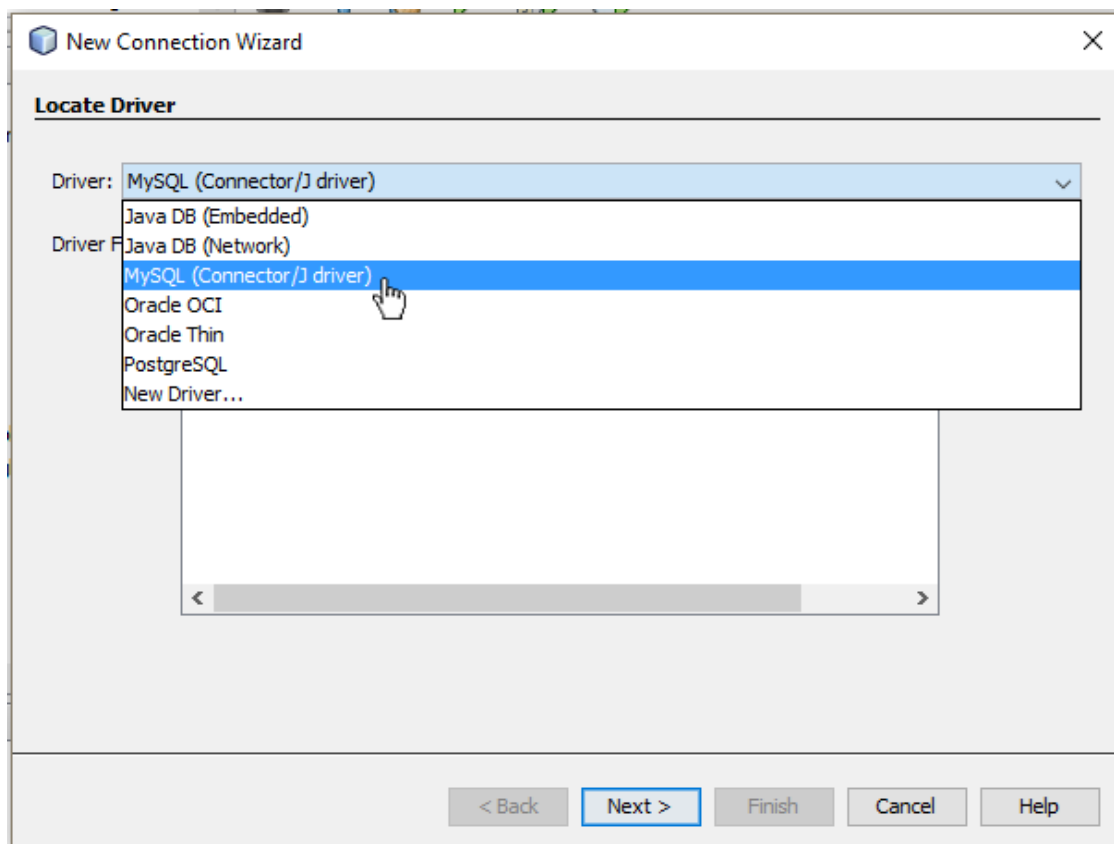 New Connection Wizard
Locate Driver
Driver: MySQL (Connector/J driver)
Java DB (Embedded)
Driver F Java DB (Network)
MySQL (Connector/J driver)
Oracle OCI
Oracle Thin
PostgreSQL
New Driver...
< Back Next > Finish Cancel Help